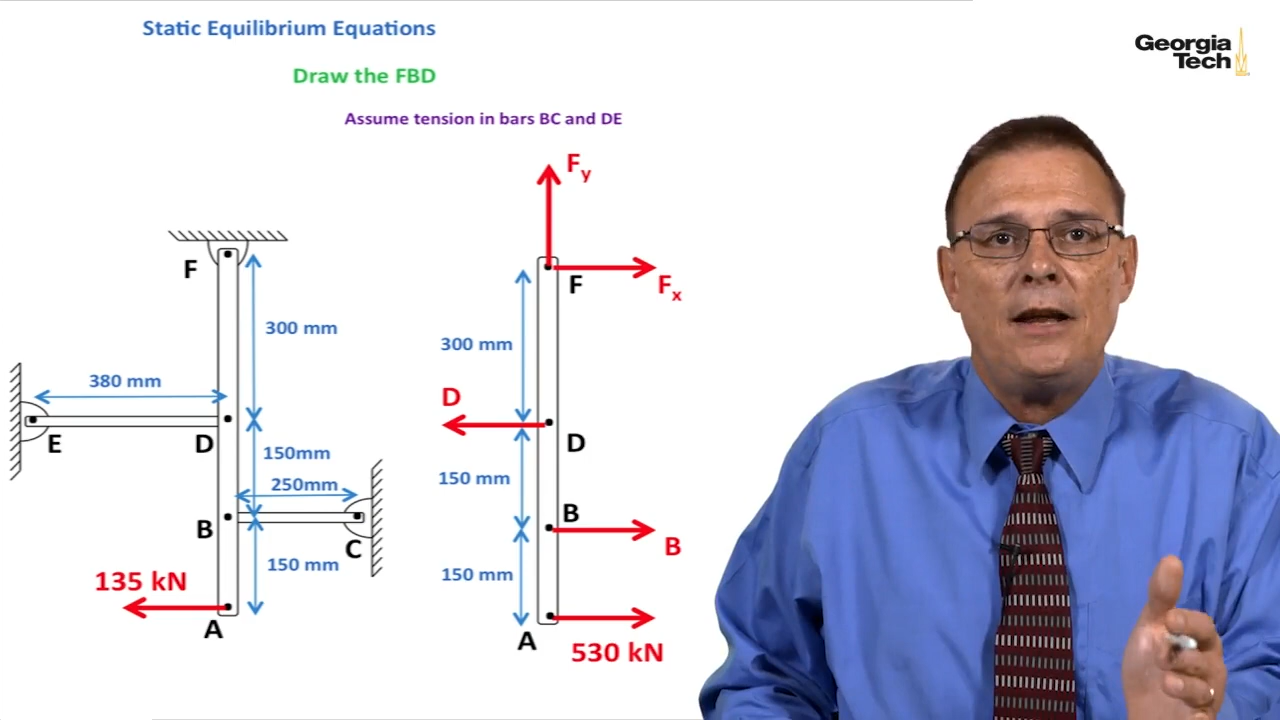 Static Equilibrium Equations
Georgia
Tech
Draw the FBD
Assume tension in bars BC and DE
Fy
F
F
Fx
300 mm
300 mm
380 mm
D
E
D
D
150mm
150 mm
250mm
B
B
C
B
150 mm
150 mm
135 kN
A
A
530 kN